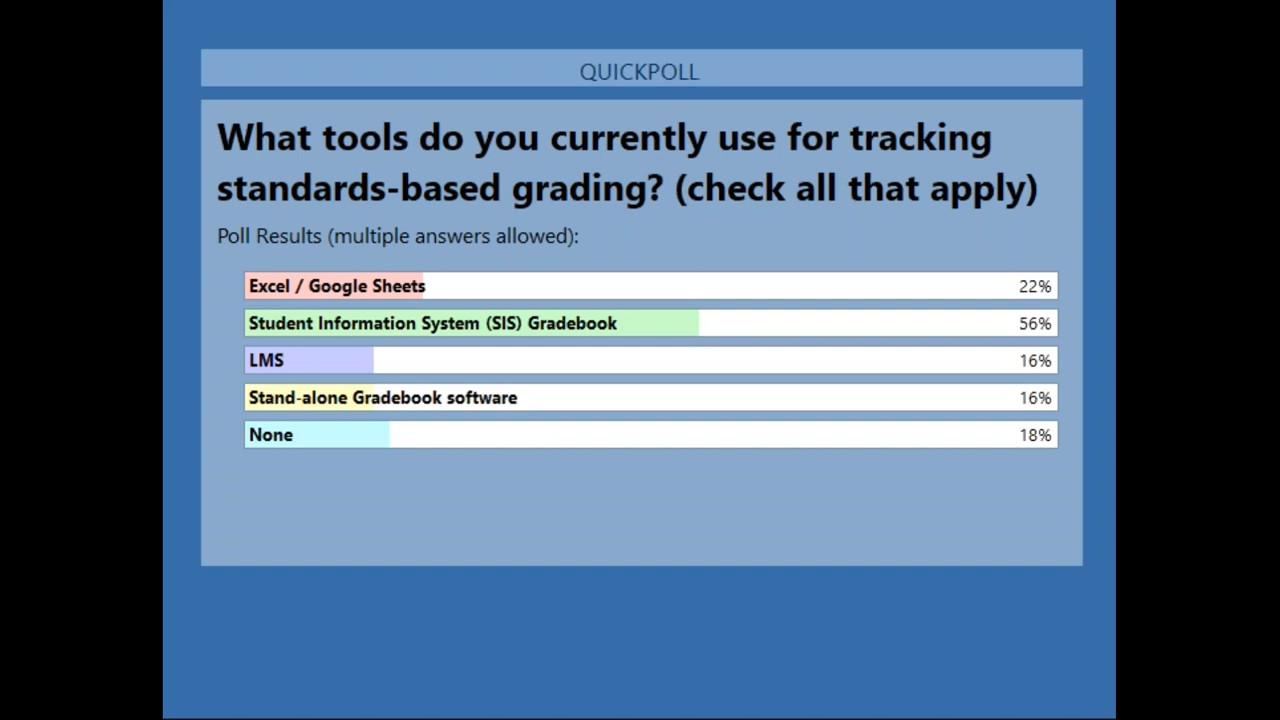 QUICKPOLL
What tools do you currently use for tracking
standards-based grading? (check all that apply)
Poll Results (multiple answers allowed):
Excel / Google Sheets 22%
Student Information System (SIS) Gradebook 56%
LMS 16%
Stand-alone Gradebook software 16%
None 18%